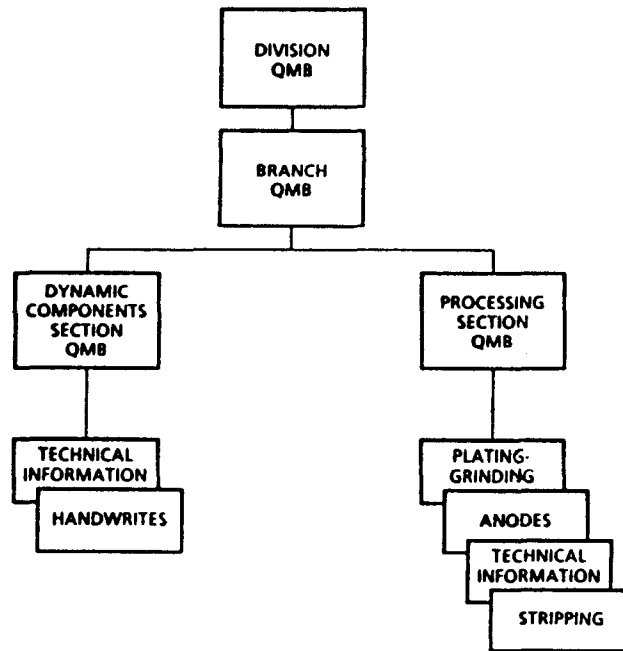 DIVISION
QMB
BRANCH
QMB
DYNAMIC
COMPONENTS
SECTION
QMB
PROCESSING
SECTION
QMB
TECHNICAL
INFORMATION
HANDWRITES
PLATING-
GRINDING
ANODES
TECHNICAL
INFORMATION
STRIPPING